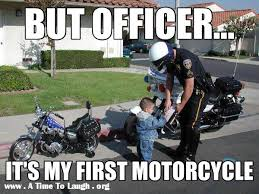 BUT OFFICER...
IT'S MY FIRST MOTORCYCLE
www . A Time To Laugh . org